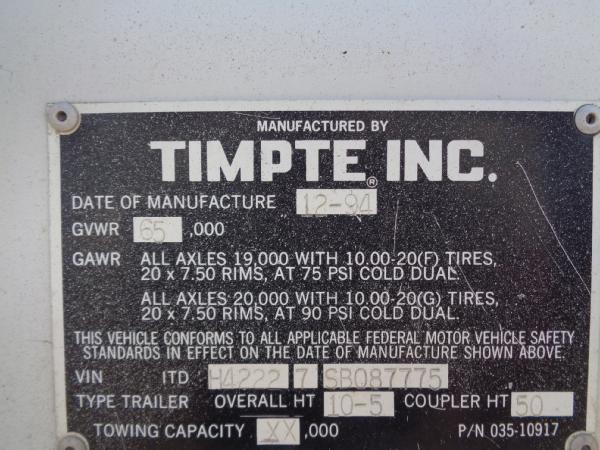 MANUFACTURED BY
TIMPTE® INC.
DATE OF MANUFACTURE 12-94
GVWR 65 ,000
GAWR ALL AXLES 19,000 WITH 10.00-20(F) TIRES,
20 x 7.50 RIMS, AT 75 PSI COLD DUAL.
ALL AXLES 20,000 WITH 10.00-20(G) TIRES,
20 x 7.50 RIMS, AT 90 PSI COLD DUAL.
THIS VEHICLE CONFORMS TO ALL APPLICABLE FEDERAL MOTOR VEHICLE SAFETY
STANDARDS IN EFFECT ON THE DATE OF MANUFACTURE SHOWN ABOVE.
VIN ITD H4222 7 SB087775
TYPE TRAILER OVERALL HT 10-5 COUPLER HT 50
TOWING CAPACITY XX ,000 P/N 035-10917